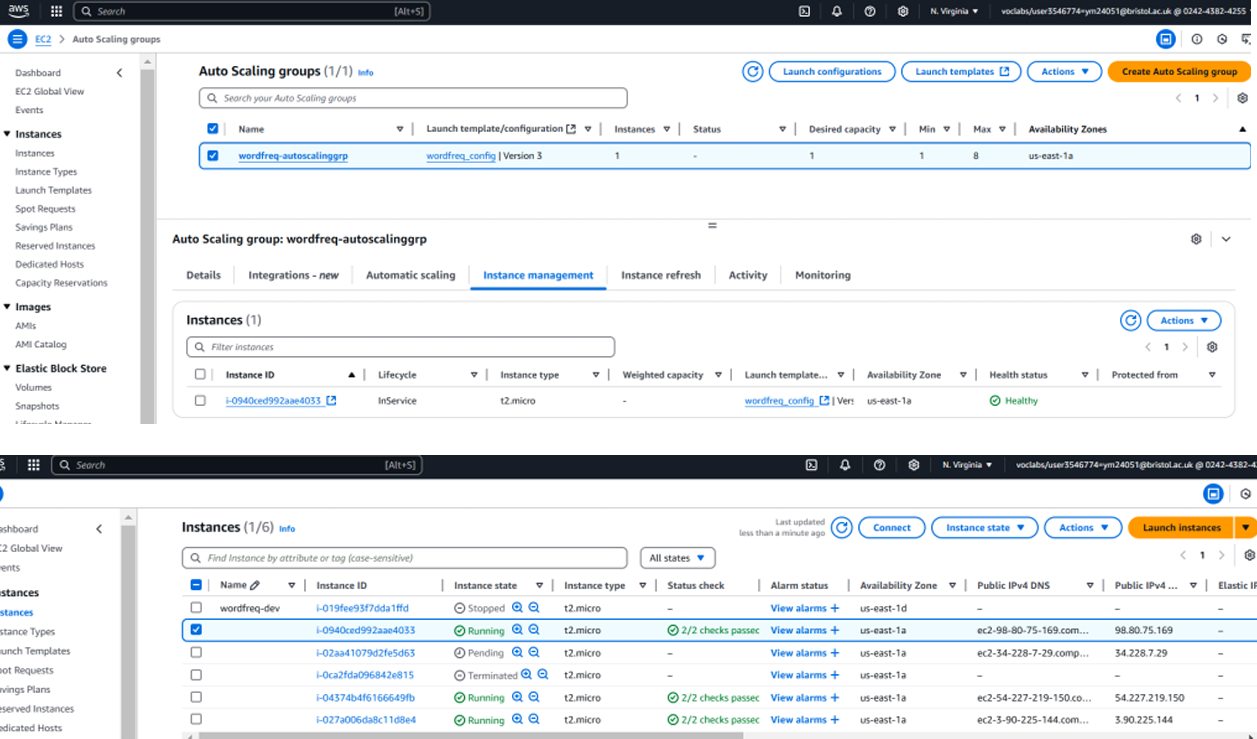 aws
Search [Alt+S] N. Virginia voclabs/user3546774=ym24051@bristol.ac.uk @ 0242-4382-4255
EC2 > Auto Scaling groups
Dashboard
EC2 Global View
Events
Instances
Instances
Instance Types
Launch Templates
Spot Requests
Savings Plans
Reserved Instances
Dedicated Hosts
Capacity Reservations
Images
AMIs
AMI Catalog
Elastic Block Store
Volumes
Snapshots
Auto Scaling groups (1/1) Info
Launch configurations Launch templates Actions Create Auto Scaling group
Search your Auto Scaling groups
1
Name Launch template/configuration Instances Status Desired capacity Min Max Availability Zones
wordfreq-autoscalinggrp wordfreq_config | Version 3 1 - 1 1 8 us-east-1a
Auto Scaling group: wordfreq-autoscalinggrp
Details Integrations - new Automatic scaling Instance management Instance refresh Activity Monitoring
Instances (1)
Actions
Filter instances
1
Instance ID Lifecycle Instance type Weighted capacity Launch template... Availability Zone Health status Protected from
i-0940ced992aae4033 InService t2.micro - wordfreq_config | Vers us-east-1a Healthy
Search [Alt+S] N. Virginia voclabs/user3546774=ym24051@bristol.ac.uk @ 0242-4382-4
ashboard
C2 Global View
ents
stances
stances
stance Types
unch Templates
pot Requests
avings Plans
eserved Instances
edicated Hosts
Instances (1/6) Info
Last updated
less than a minute ago
Connect Instance state Actions Launch instances
Find Instance by attribute or tag (case-sensitive)
All states
1
Name Instance ID Instance state Instance type Status check Alarm status Availability Zone Public IPv4 DNS Public IPv4 ... Elastic IP
wordfreq-dev i-019fee93f7dda1ffd Stopped t2.micro – View alarms + us-east-1d – – –
i-0940ced992aae4033 Running t2.micro 2/2 checks passec View alarms + us-east-1a ec2-98-80-75-169.com... 98.80.75.169 –
i-02aa41079d2fe5d63 Pending t2.micro – View alarms + us-east-1a ec2-34-228-7-29.comp... 34.228.7.29 –
i-0ca2fda096842e815 Terminated t2.micro – View alarms + us-east-1a – – –
i-04374b4f6166649fb Running t2.micro 2/2 checks passec View alarms + us-east-1a ec2-54-227-219-150.co... 54.227.219.150 –
i-027a006da8c11d8e4 Running t2.micro 2/2 checks passec View alarms + us-east-1a ec2-3-90-225-144.com... 3.90.225.144 –